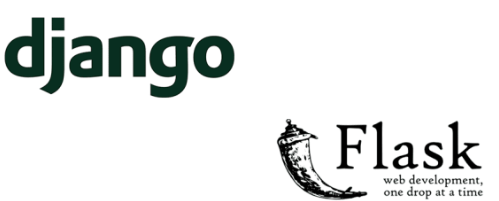 django
Flask
web development,
one drop at a time